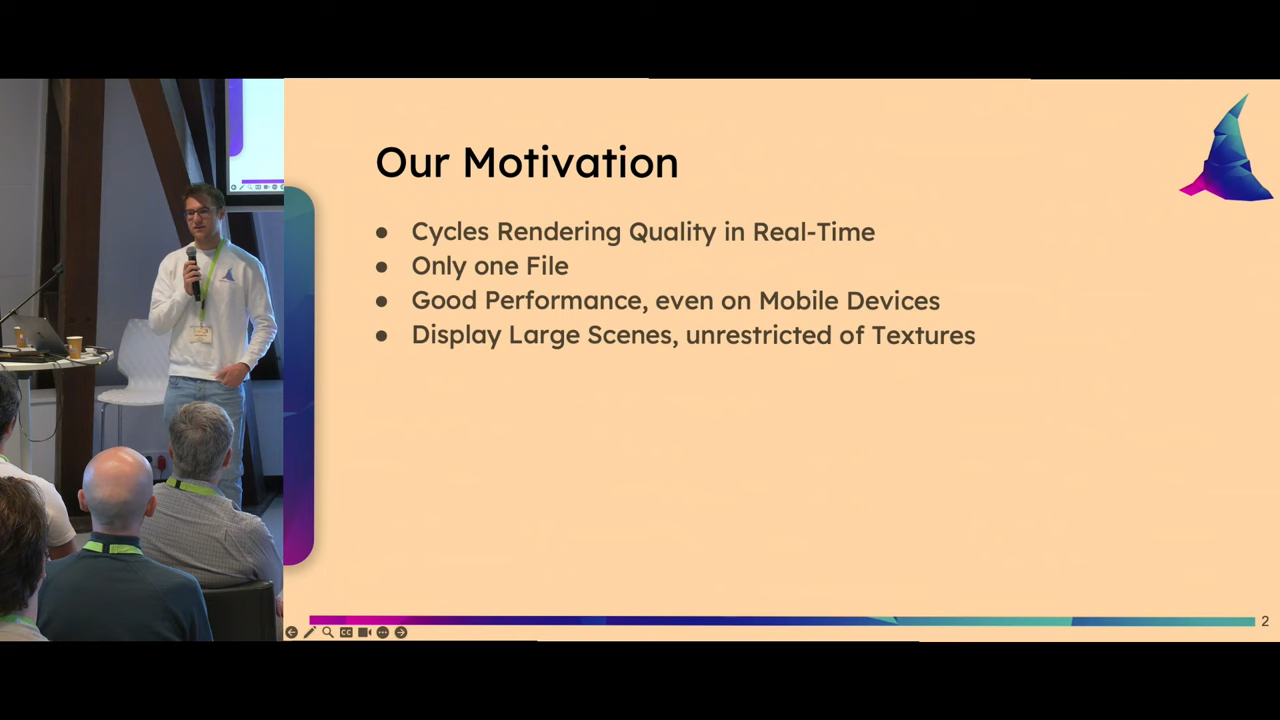 Our Motivation
● Cycles Rendering Quality in Real-Time
● Only one File
● Good Performance, even on Mobile Devices
● Display Large Scenes, unrestricted of Textures
CC
2